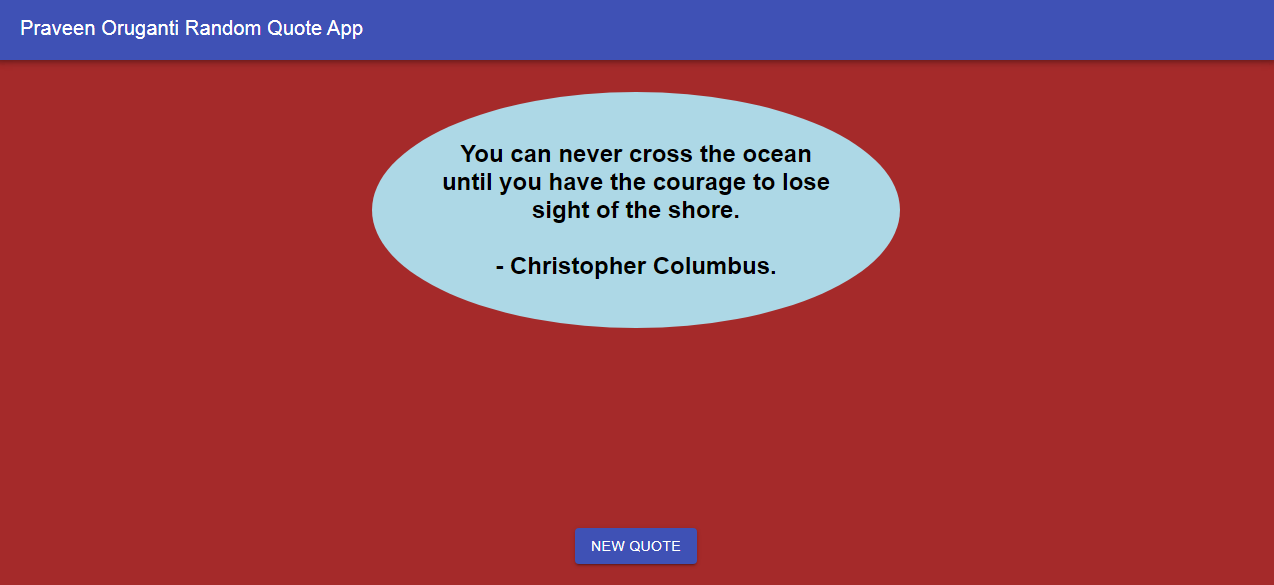 Praveen Oruganti Random Quote App
You can never cross the ocean
until you have the courage to lose
sight of the shore.
- Christopher Columbus.
NEW QUOTE